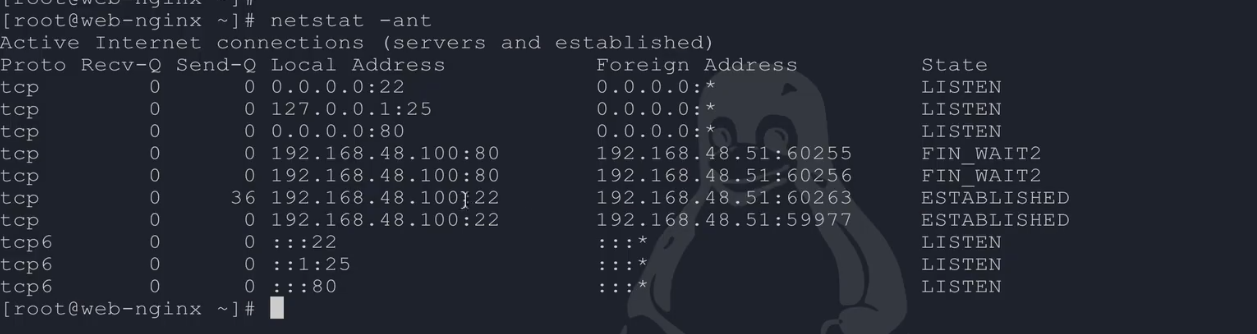 [root@web-nginx ~]#
[root@web-nginx ~]# netstat -ant
Active Internet connections (servers and established)
Proto Recv-Q Send-Q Local Address           Foreign Address         State
tcp        0      0 0.0.0.0:22              0.0.0.0:*               LISTEN
tcp        0      0 127.0.0.1:25            0.0.0.0:*               LISTEN
tcp        0      0 0.0.0.0:80              0.0.0.0:*               LISTEN
tcp        0      0 192.168.48.100:80       192.168.48.51:60255     FIN_WAIT2
tcp        0      0 192.168.48.100:80       192.168.48.51:60256     FIN_WAIT2
tcp        0     36 192.168.48.100:22       192.168.48.51:60263     ESTABLISHED
tcp        0      0 192.168.48.100:22       192.168.48.51:59977     ESTABLISHED
tcp6       0      0 :::22                   :::*                    LISTEN
tcp6       0      0 ::1:25                  :::*                    LISTEN
tcp6       0      0 :::80                   :::*                    LISTEN
[root@web-nginx ~]#